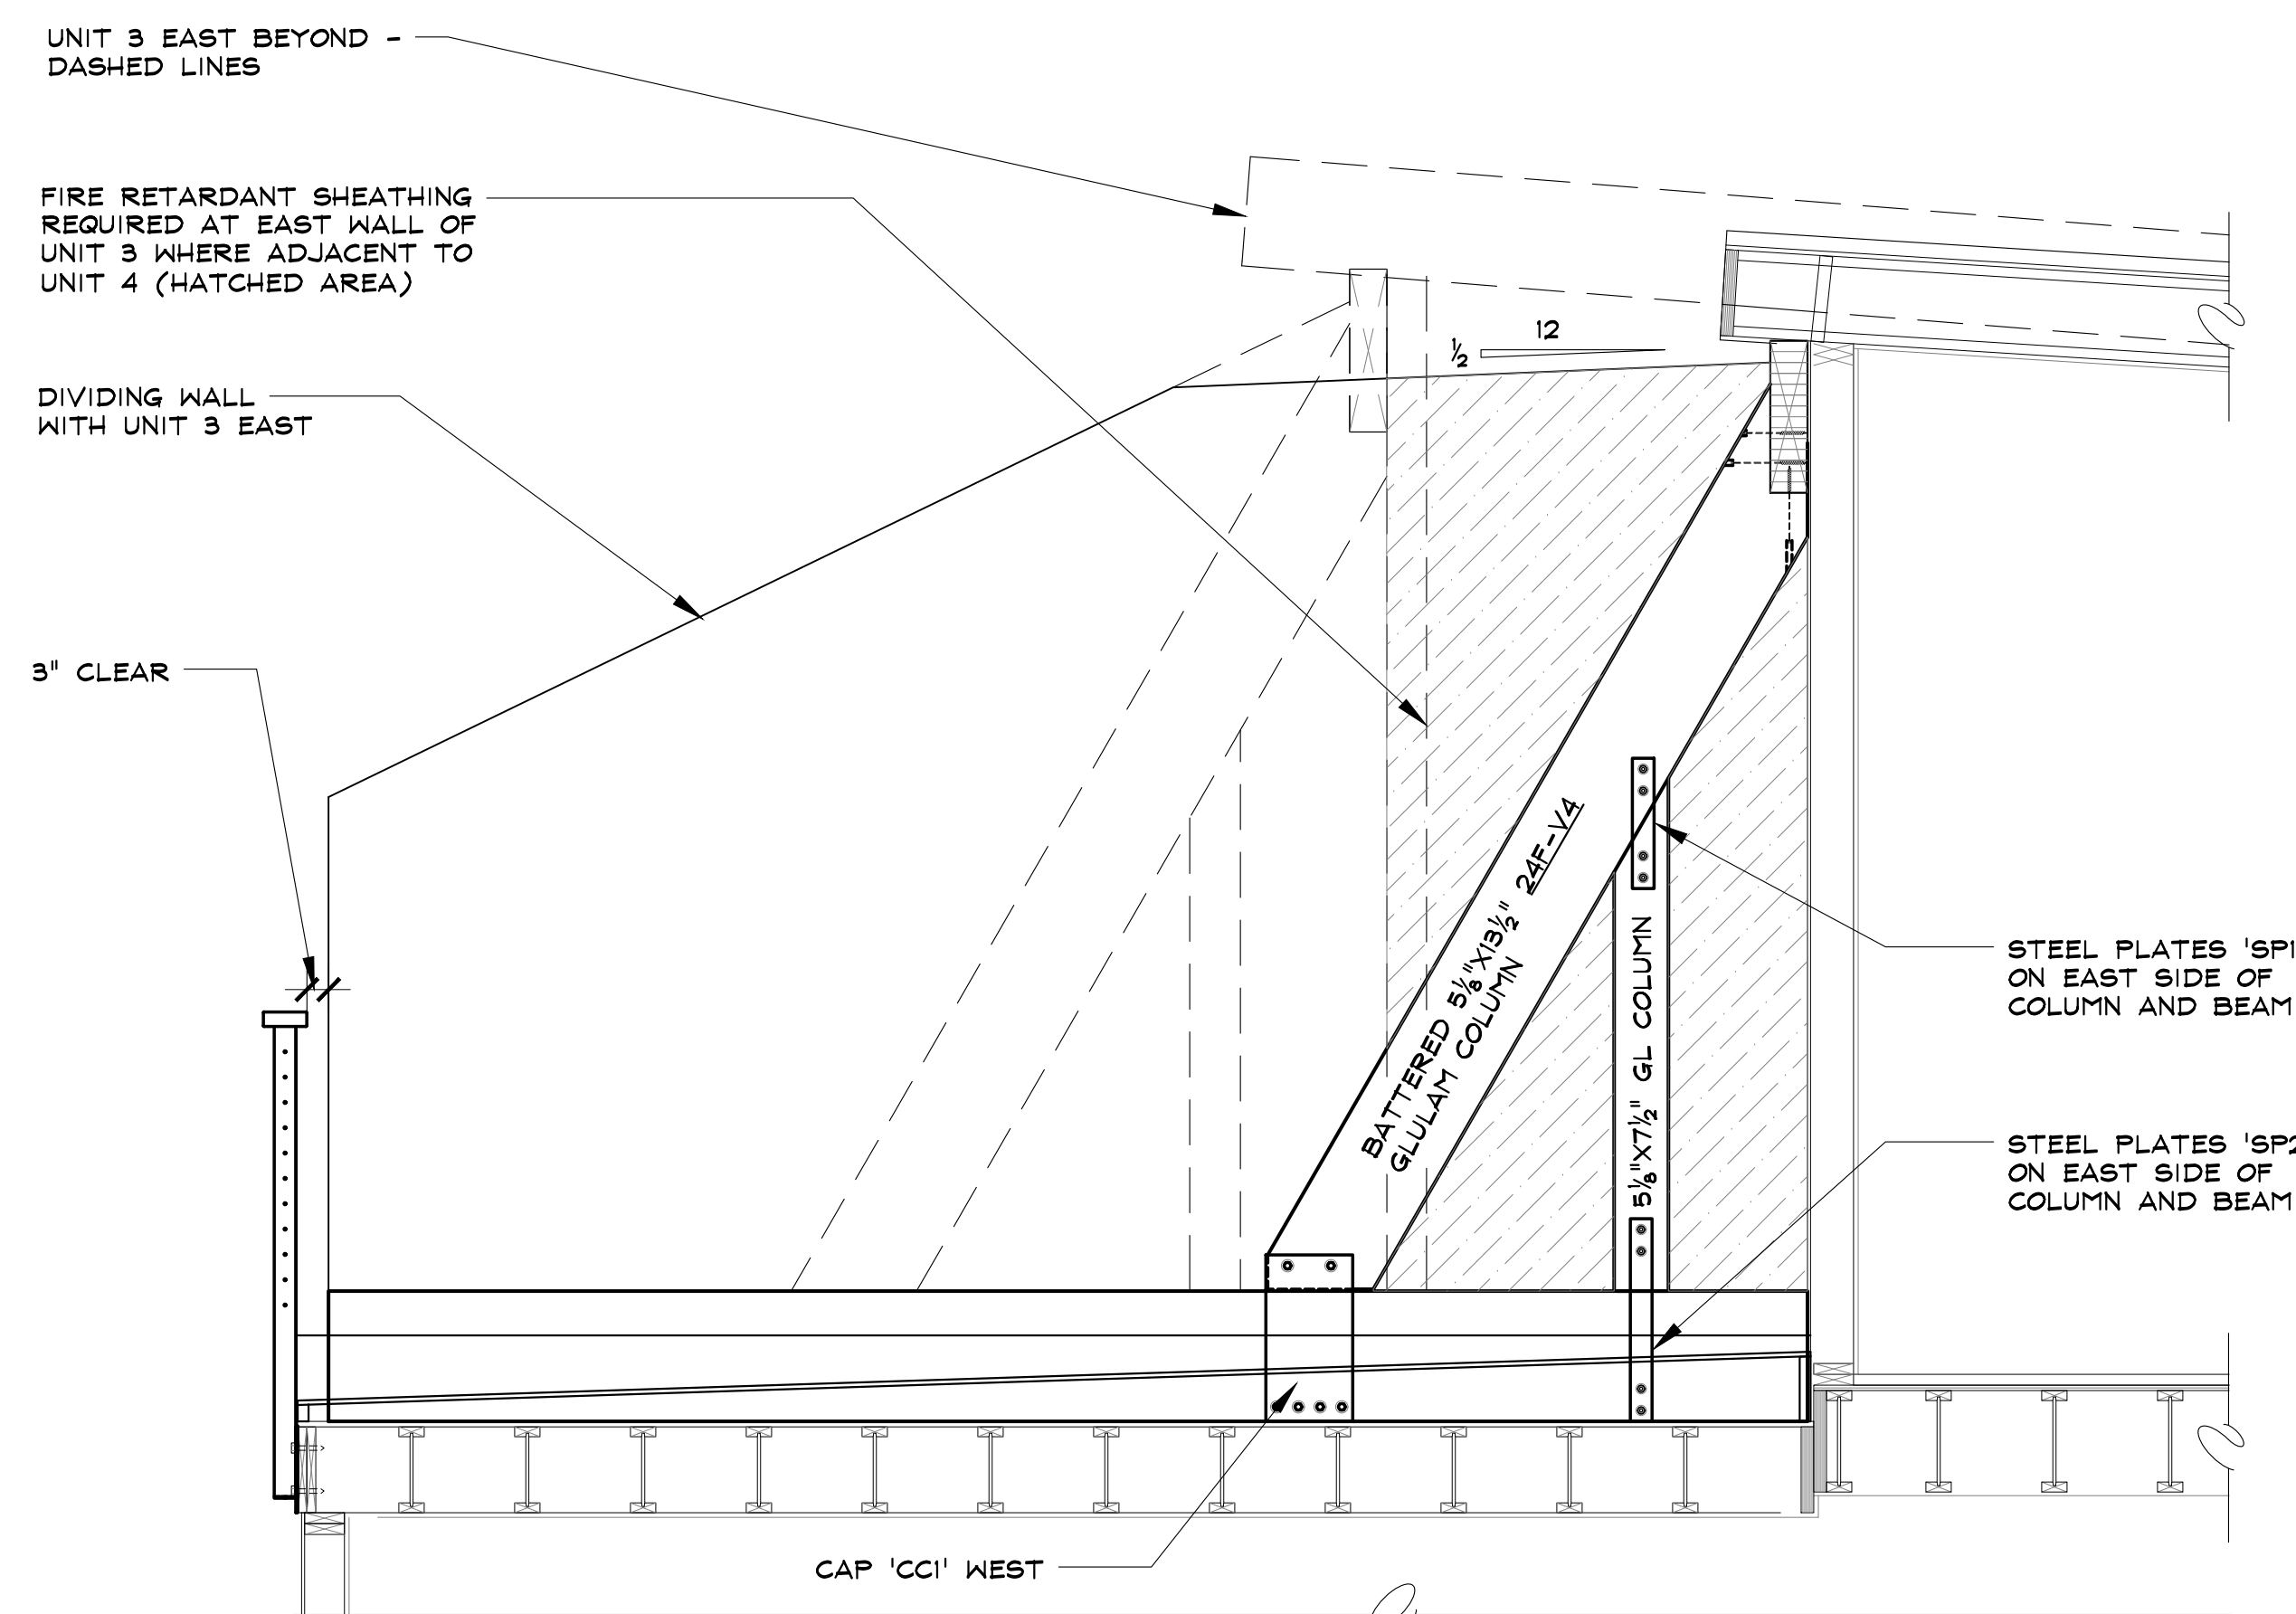 UNIT 3 EAST BEYOND -
DASHED LINES
FIRE RETARDANT SHEATHING
REQUIRED AT EAST WALL OF
UNIT 3 WHERE ADJACENT TO
UNIT 4 (HATCHED AREA)
12
½
DIVIDING WALL
WITH UNIT 3 EAST
3" CLEAR
BATTERED 5⅛"X13½" 24F-V4
GLULAM COLUMN
5⅛"X7½" GL COLUMN
STEEL PLATES 'SP1
ON EAST SIDE OF
COLUMN AND BEAM
STEEL PLATES 'SP2
ON EAST SIDE OF
COLUMN AND BEAM
CAP 'CC1' WEST